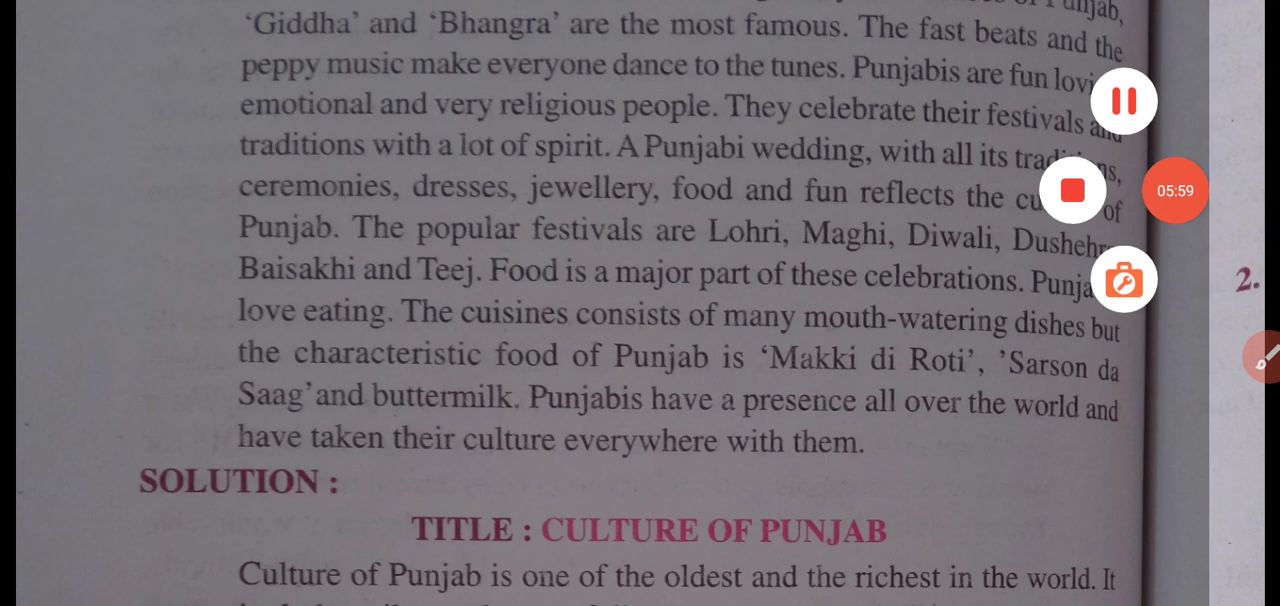 Punjab,
'Giddha' and 'Bhangra' are the most famous. The fast beats and the
peppy music make everyone dance to the tunes. Punjabis are fun
emotional and very religious people. They celebrate their festivals and
traditions with a lot of spirit. A Punjabi wedding, with all its
ceremonies, dresses, jewellery, food and fun reflects the of
Punjab. The popular festivals are Lohri, Maghi, Diwali,
Baisakhi and Teej. Food is a major part of these celebrations.
love eating. The cuisines consists of many mouth-watering dishes but
the characteristic food of Punjab is 'Makki di Roti', 'Sarson da
Saag' and buttermilk. Punjabis have a presence all over the world and
have taken their culture everywhere with them.
SOLUTION :
TITLE : CULTURE OF PUNJAB
Culture of Punjab is one of the oldest and the richest in the world. It
05:59
2.